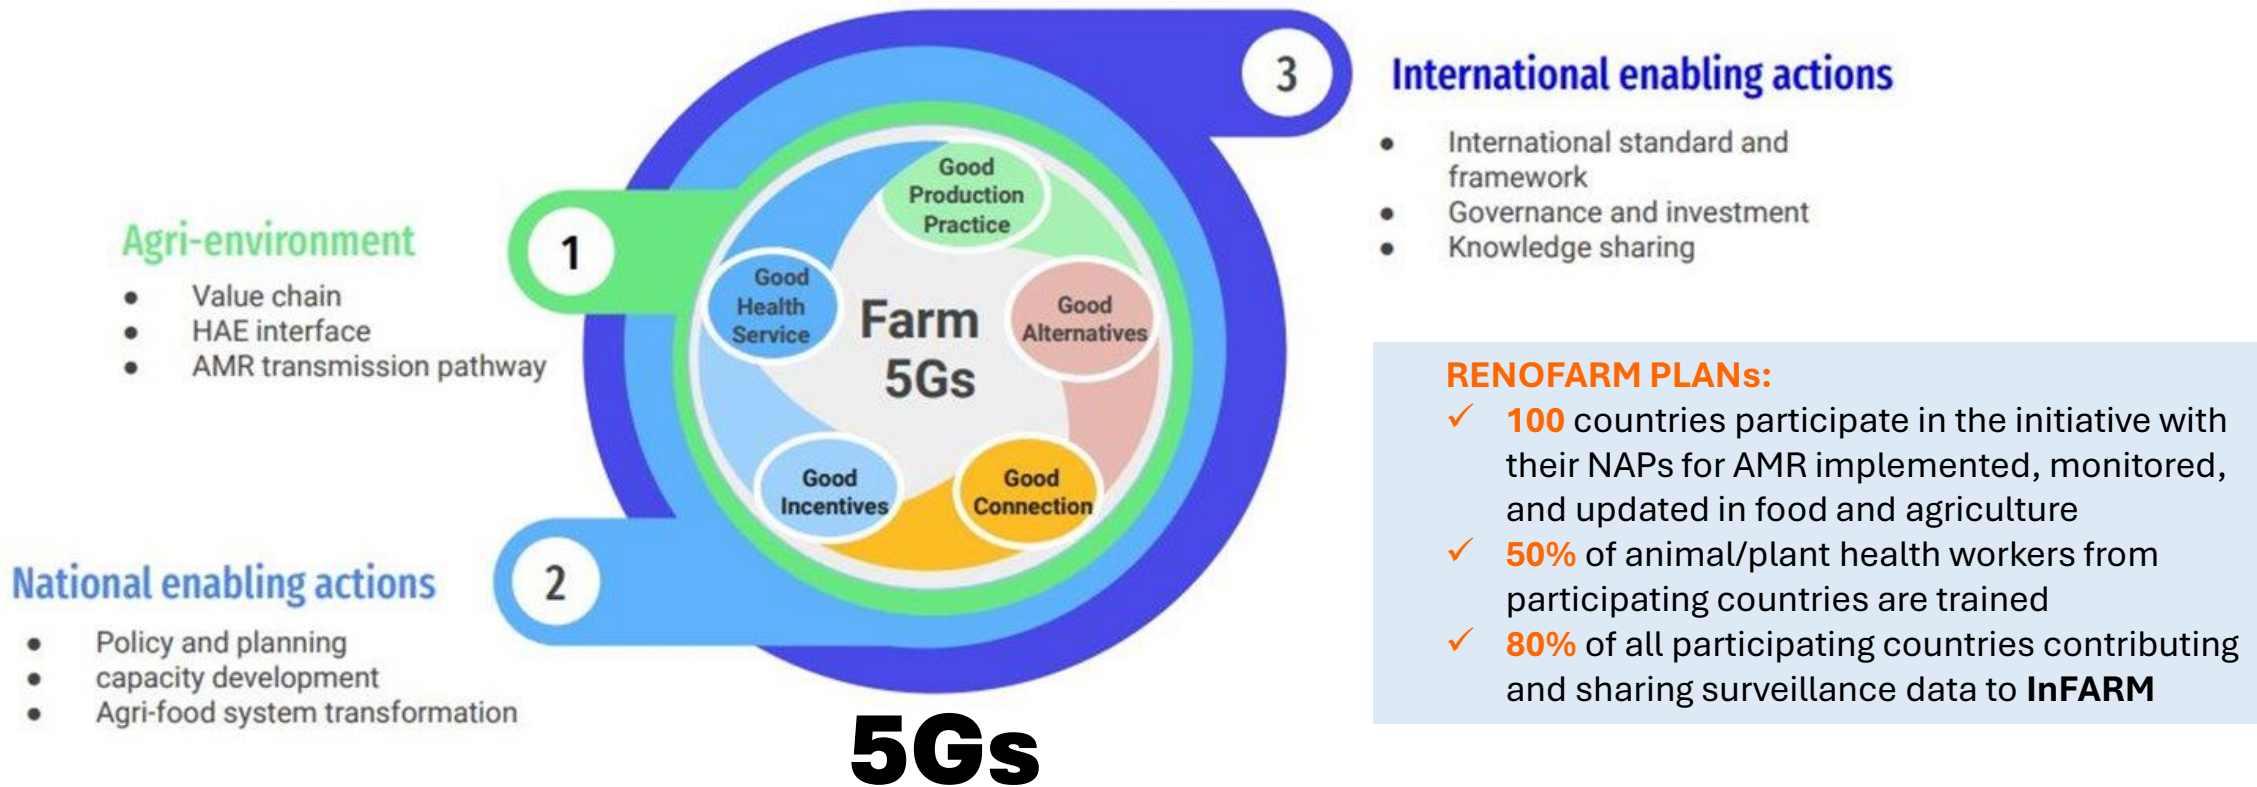 3
International enabling actions
● International standard and
framework
● Governance and investment
● Knowledge sharing
1
Agri-environment
● Value chain
● HAE interface
● AMR transmission pathway
Good
Production
Practice
Good
Health
Service
Farm
5Gs
Good
Alternatives
Good
Incentives
Good
Connection
2
National enabling actions
● Policy and planning
● capacity development
● Agri-food system transformation
5Gs
RENOFARM PLANs:
✓ 100 countries participate in the initiative with
their NAPs for AMR implemented, monitored,
and updated in food and agriculture
✓ 50% of animal/plant health workers from
participating countries are trained
✓ 80% of all participating countries contributing
and sharing surveillance data to InFARM